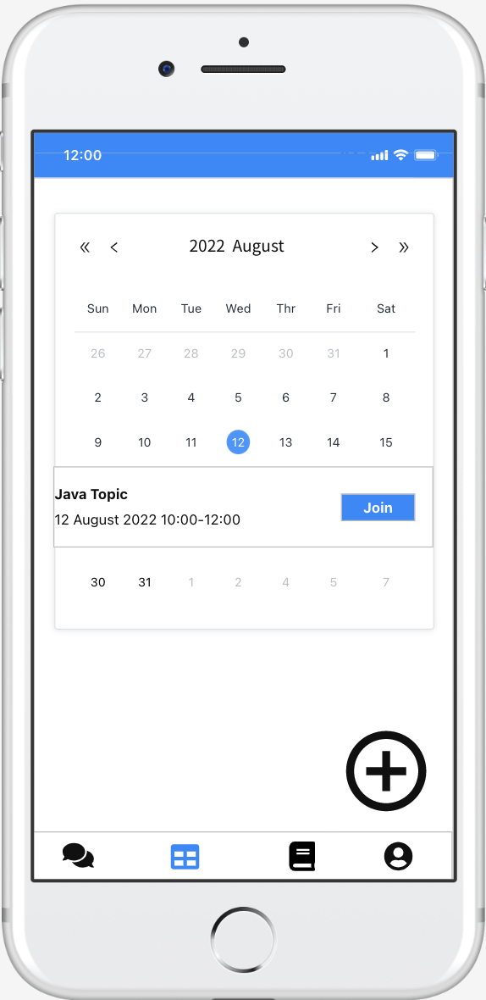 12:00
« < 2022 August > »
Sun Mon Tue Wed Thr Fri Sat
26 27 28 29 30 31 1
2 3 4 5 6 7 8
9 10 11 12 13 14 15
Java Topic
12 August 2022 10:00-12:00
Join
30 31 1 2 4 5 7